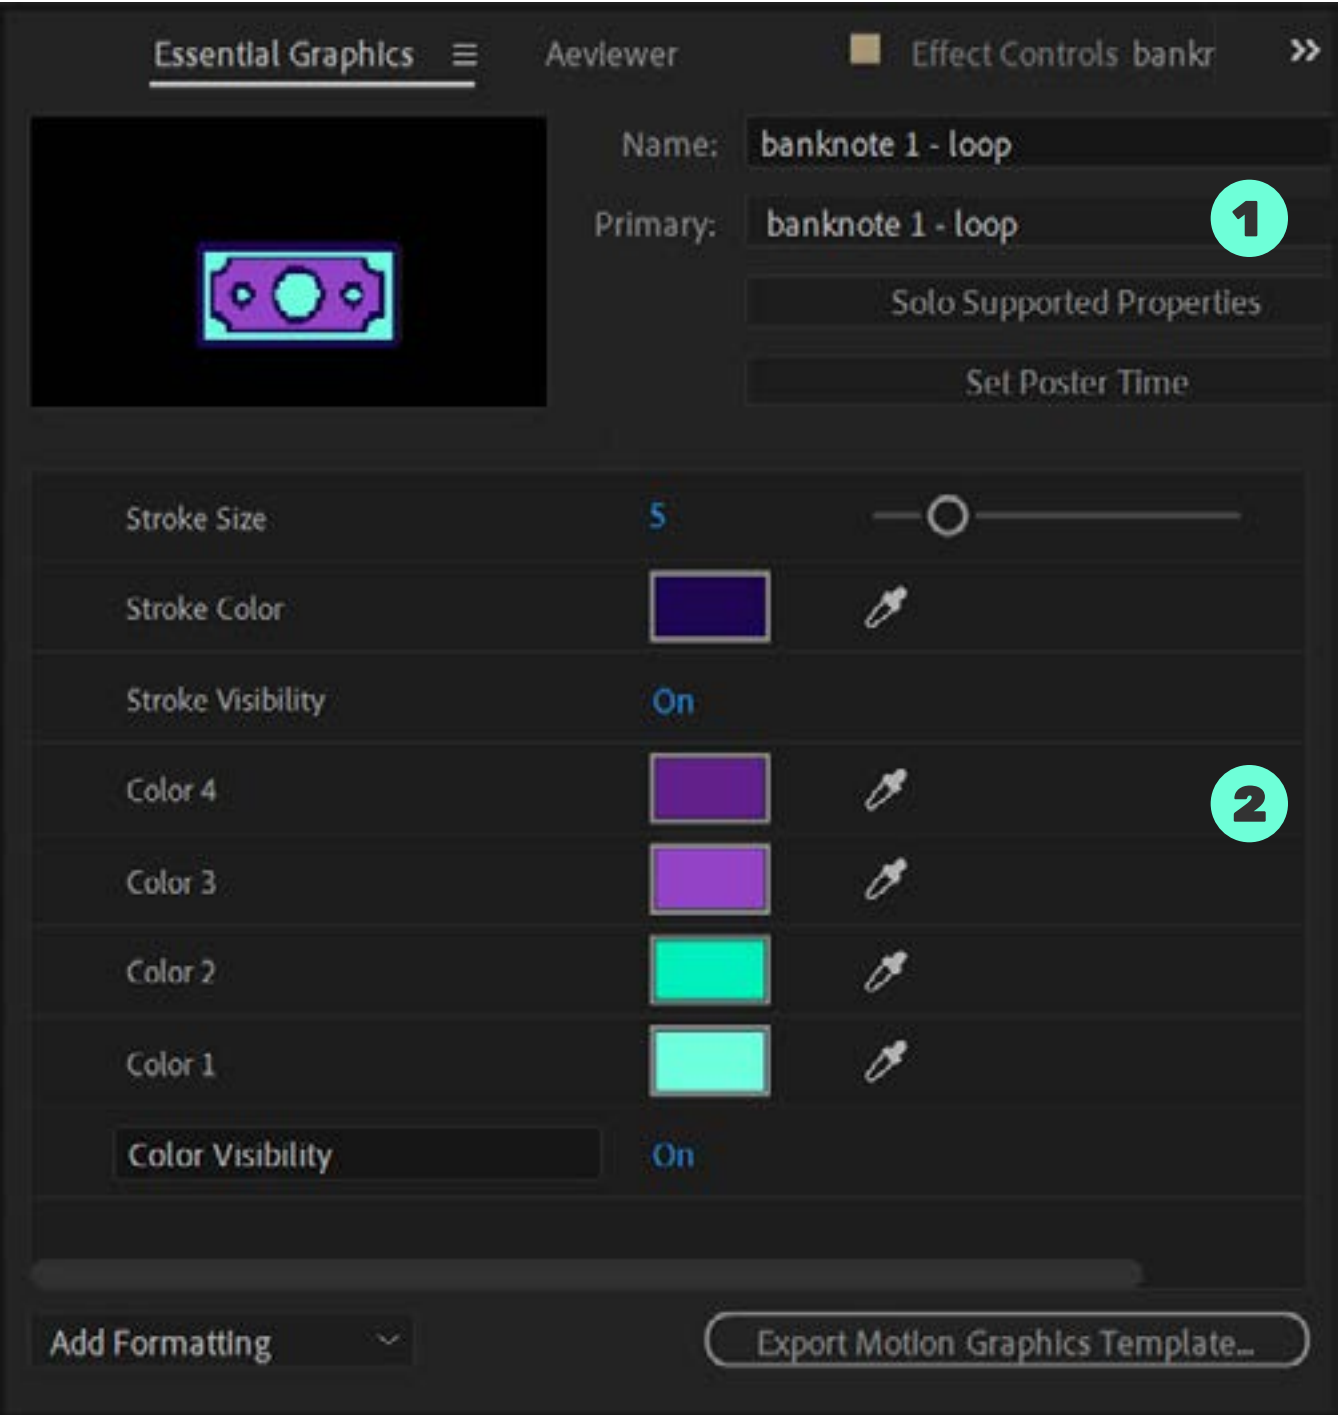 Essential Graphics
Aeviewer
Effect Controls bankr
Name: banknote 1 - loop
Primary: banknote 1 - loop
1
Solo Supported Properties
Set Poster Time
Stroke Size 5
Stroke Color
Stroke Visibility On
Color 4
2
Color 3
Color 2
Color 1
Color Visibility On
Add Formatting
Export Motion Graphics Template...